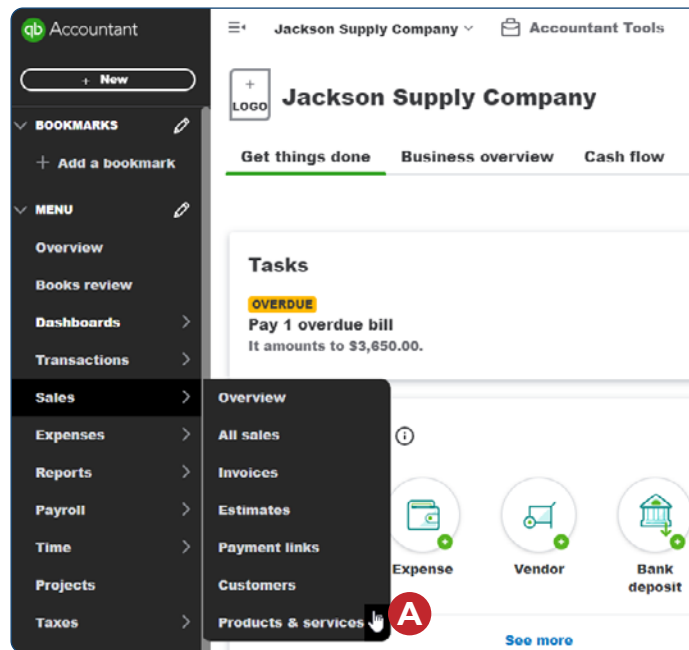 qb Accountant
+ New
BOOKMARKS
+ Add a bookmark
MENU
Overview
Books review
Dashboards
Transactions
Sales
Expenses
Reports
Payroll
Time
Projects
Taxes
Overview
All sales
Invoices
Estimates
Payment links
Customers
Products & services
A
Jackson Supply Company
Accountant Tools
+
LOGO
Jackson Supply Company
Get things done Business overview Cash flow
Tasks
OVERDUE
Pay 1 overdue bill
It amounts to $3,650.00.
Expense Vendor Bank
deposit
See more